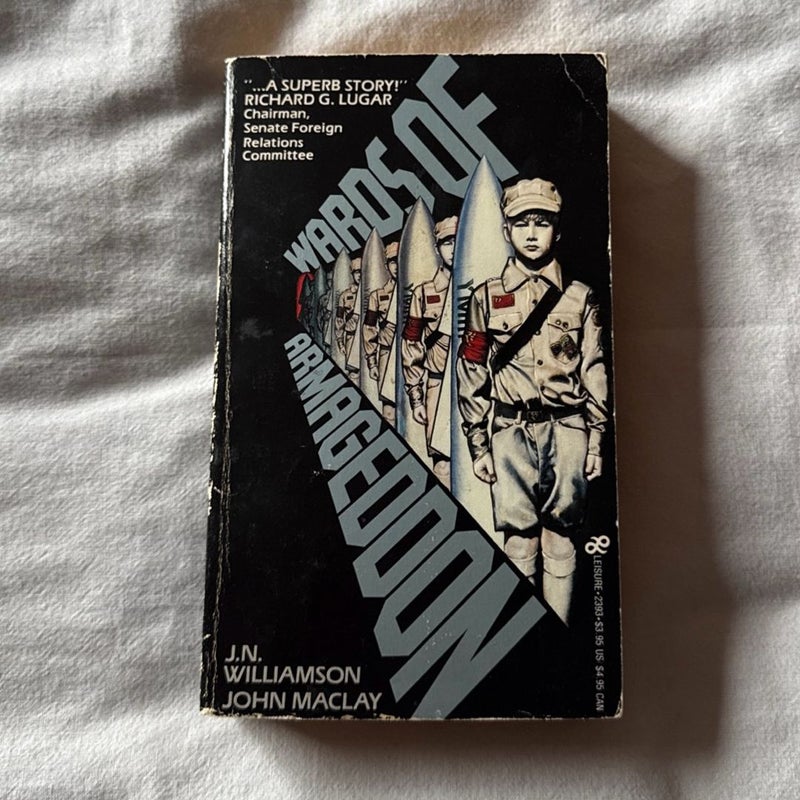 "...A SUPERB STORY!"
RICHARD G. LUGAR
Chairman,
Senate Foreign
Relations
Committee
WARDS OF
ARMAGEDDON
J.N.
WILLIAMSON
JOHN MACLAY
LEISURE • 2393 • $3.95 US $4.95 CAN